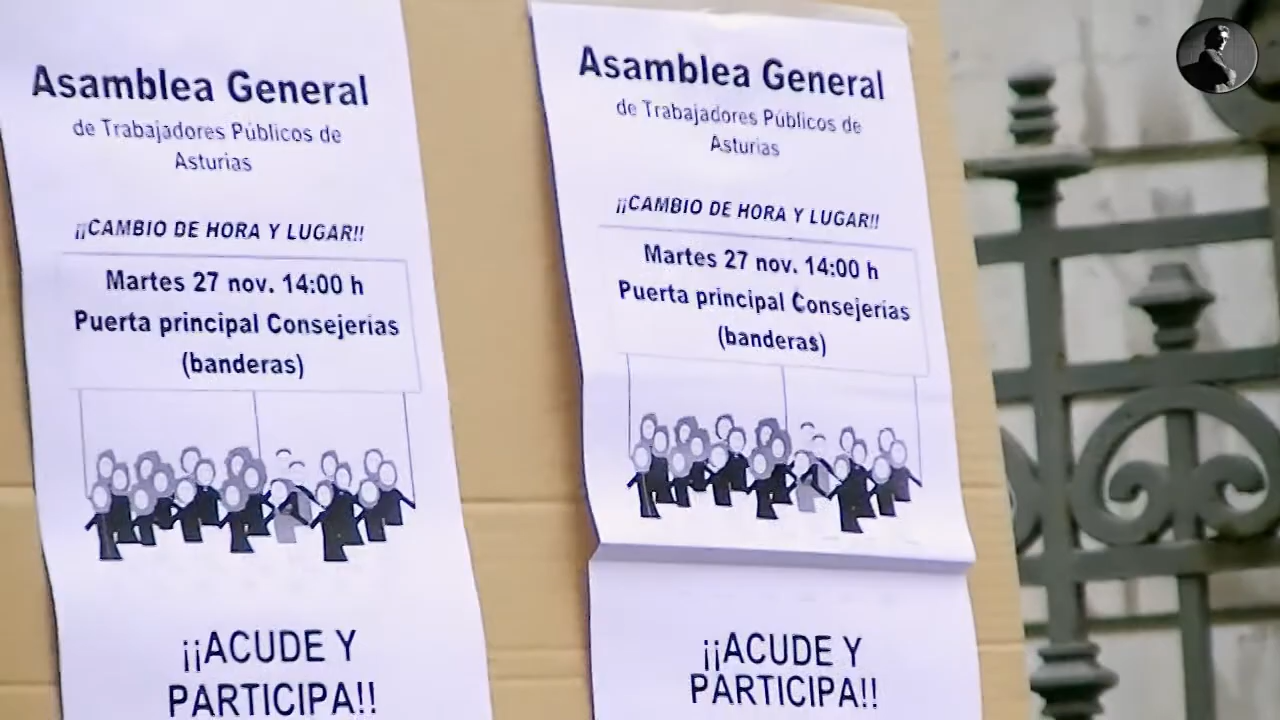 Asamblea General
de Trabajadores Públicos de
Asturias
¡¡CAMBIO DE HORA Y LUGAR!!
Martes 27 nov. 14:00 h
Puerta principal Consejerías
(banderas)
¡¡ACUDE Y
PARTICIPA!!
Asamblea General
de Trabajadores Públicos de
Asturias
¡¡CAMBIO DE HORA Y LUGAR!!
Martes 27 nov. 14:00 h
Puerta principal Consejerías
(banderas)
¡¡ACUDE Y
PARTICIPA!!